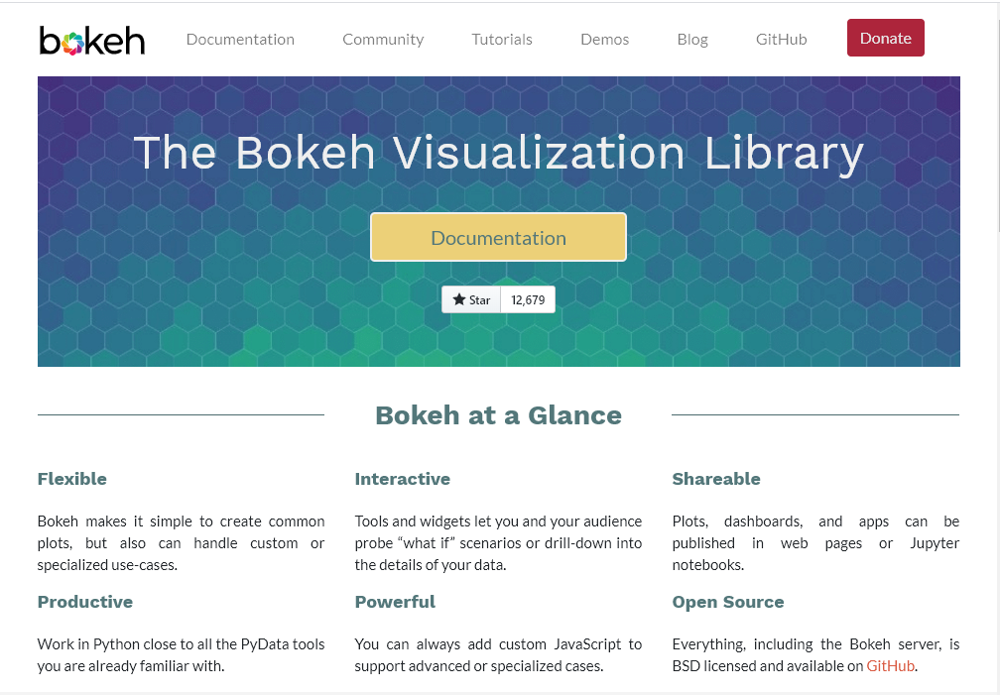 bokeh Documentation Community Tutorials Demos Blog GitHub Donate
The Bokeh Visualization Library
Documentation
Star 12,679
Bokeh at a Glance
Flexible
Bokeh makes it simple to create common
plots, but also can handle custom or
specialized use-cases.
Interactive
Tools and widgets let you and your audience
probe “what if” scenarios or drill-down into
the details of your data.
Shareable
Plots, dashboards, and apps can be
published in web pages or Jupyter
notebooks.
Productive
Work in Python close to all the PyData tools
you are already familiar with.
Powerful
You can always add custom JavaScript to
support advanced or specialized cases.
Open Source
Everything, including the Bokeh server, is
BSD licensed and available on GitHub.